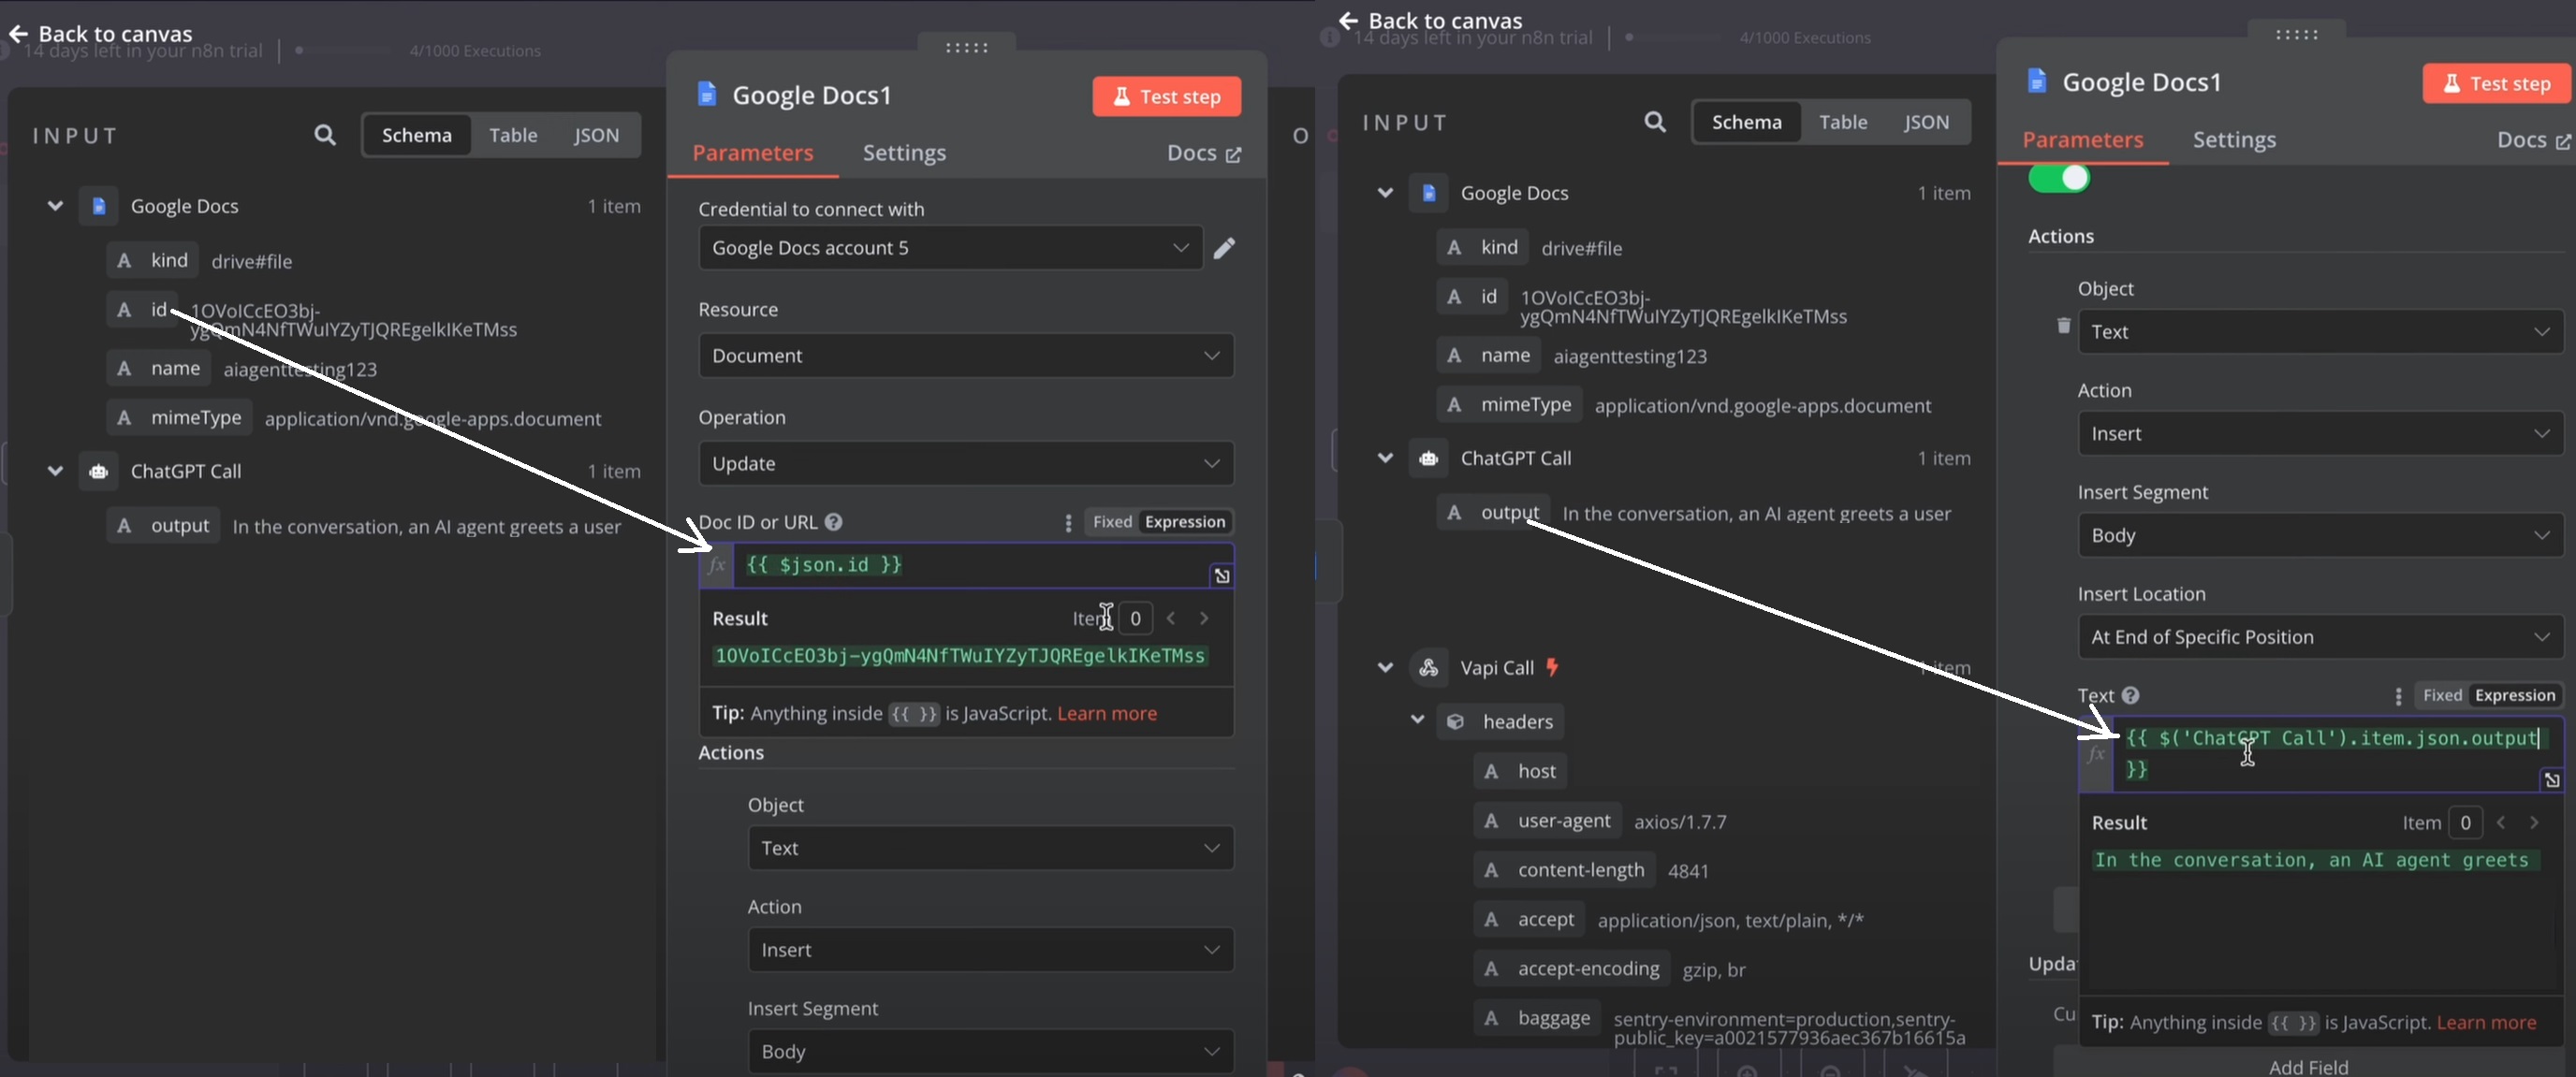 Back to canvas
14 days left in your n8n trial
4/1000 Executions
INPUT
Schema
Table
JSON
Google Docs
1 item
A kind drive#file
A id 1OVoICcEO3bj-
ygQmN4NfTWuIYZyTJQREgelkIKeTMss
A name aiagenttesting123
A mimeType application/vnd.google-apps.document
ChatGPT Call
1 item
A output In the conversation, an AI agent greets a user
Google Docs1
Test step
Parameters
Settings
Docs
O
Credential to connect with
Google Docs account 5
Resource
Document
Operation
Update
Doc ID or URL
Fixed
Expression
fx {{ $json.id }}
Result
Item 0
1OVoICcEO3bj-ygQmN4NfTWuIYZyTJQREgelkIKeTMss
Tip: Anything inside {{ }} is JavaScript. Learn more
Actions
Object
Text
Action
Insert
Insert Segment
Body
Back to canvas
14 days left in your n8n trial
4/1000 Executions
INPUT
Schema
Table
JSON
Google Docs
1 item
A kind drive#file
A id 1OVoICcEO3bj-
ygQmN4NfTWuIYZyTJQREgelkIKeTMss
A name aiagenttesting123
A mimeType application/vnd.google-apps.document
ChatGPT Call
1 item
A output In the conversation, an AI agent greets a user
Vapi Call
1 item
headers
A host
A user-agent axios/1.7.7
A content-length 4841
A accept application/json, text/plain, */*
A accept-encoding gzip, br
A baggage sentry-environment=production,sentry-
public_key=a0021577936aec367b16615a
Google Docs1
Test step
Parameters
Settings
Docs
Actions
Object
Text
Action
Insert
Insert Segment
Body
Insert Location
At End of Specific Position
Text
Fixed
Expression
fx {{ $('ChatGPT Call').item.json.output
}}
Result
Item 0
In the conversation, an AI agent greets
Tip: Anything inside {{ }} is JavaScript. Learn more
Add Field